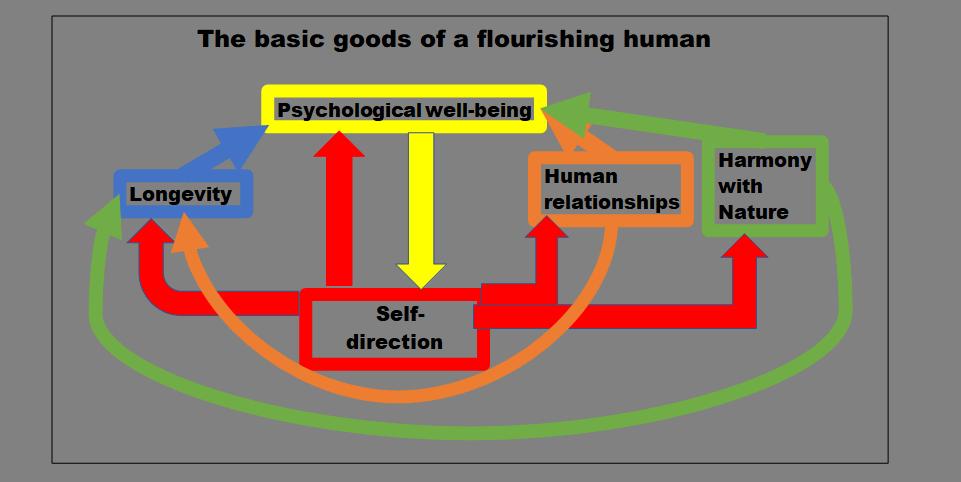 The basic goods of a flourishing human
Psychological well-being
Longevity
Human
relationships
Harmony
with
Nature
Self-
direction